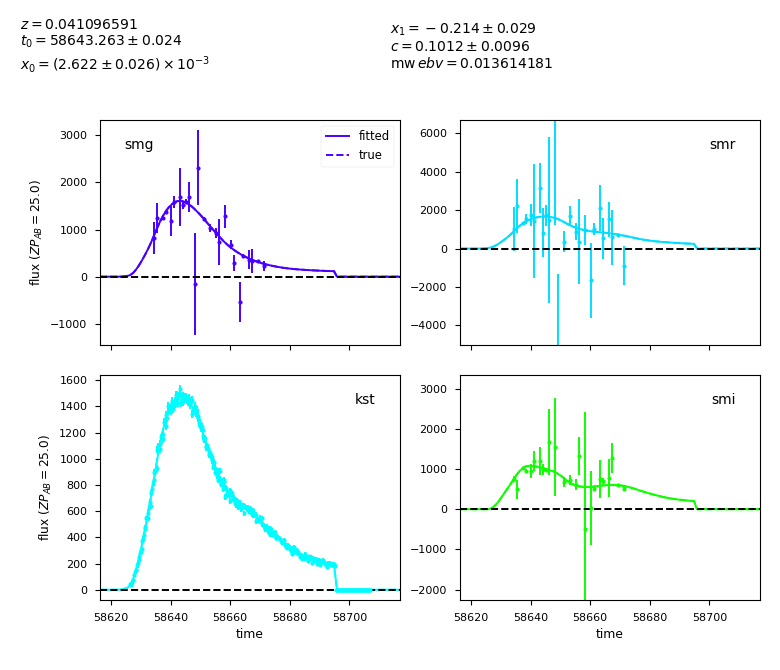 z = 0.041096591
t₀ = 58643.263 ± 0.024
x₀ = (2.622 ± 0.026) × 10⁻³
x₁ = −0.214 ± 0.029
c = 0.1012 ± 0.0096
mw ebv = 0.013614181
smg
fitted
true
3000
2000
1000
0
−1000
flux (ZP_AB = 25.0)
smr
6000
4000
2000
0
−2000
−4000
kst
1600
1400
1200
1000
800
600
400
200
0
flux (ZP_AB = 25.0)
58620 58640 58660 58680 58700
time
smi
3000
2000
1000
0
−1000
−2000
58620 58640 58660 58680 58700
time